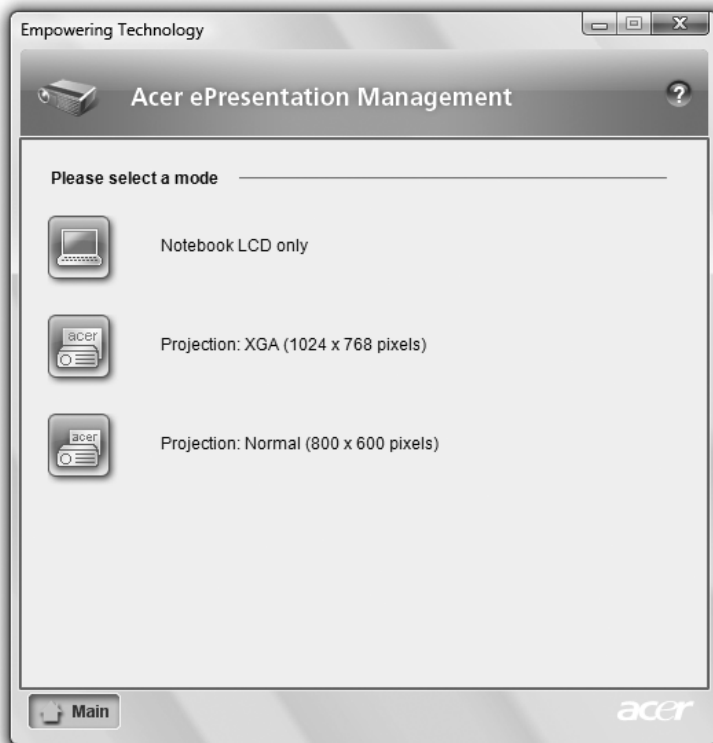 Empowering Technology
Acer ePresentation Management
?
Please select a mode
Notebook LCD only
acer
Projection: XGA (1024 x 768 pixels)
acer
Projection: Normal (800 x 600 pixels)
Main
acer